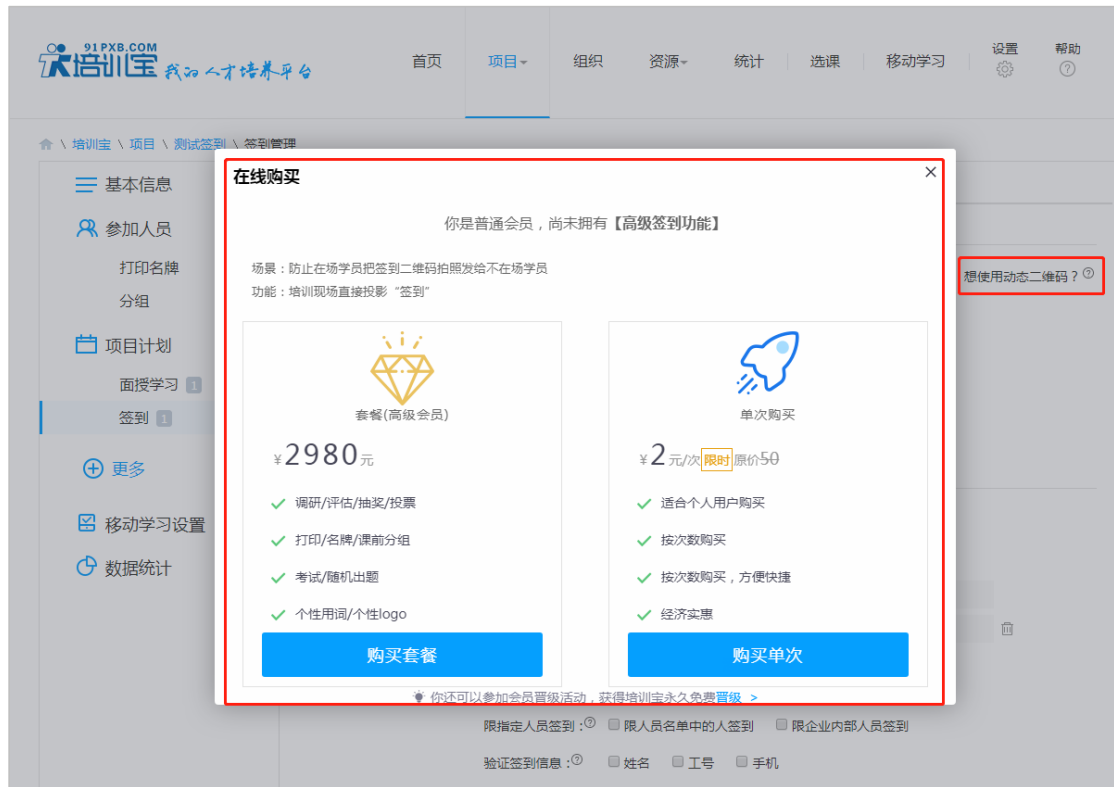 91PXB.COM
培训宝 我的人才培养平台
首页 项目 组织 资源 统计 选课 移动学习 设置 帮助
\ 培训宝 \ 项目 \ 测试签到 \ 签到管理
基本信息
参加人员
打印名牌
分组
项目计划
面授学习 1
签到 1
更多
移动学习设置
数据统计
在线购买
你是普通会员，尚未拥有【高级签到功能】
场景：防止在场学员把签到二维码拍照发给不在场学员
功能：培训现场直接投影“签到”
想使用动态二维码？
套餐(高级会员)
¥2980元
调研/评估/抽奖/投票
打印/名牌/课前分组
考试/随机出题
个性用词/个性logo
购买套餐
单次购买
¥2元/次 限时 原价50
适合个人用户购买
按次数购买
按次数购买，方便快捷
经济实惠
购买单次
你还可以参加会员晋级活动，获得培训宝永久免费晋级 >
限指定人员签到： 限人员名单中的人签到 限企业内部人员签到
验证签到信息： 姓名 工号 手机